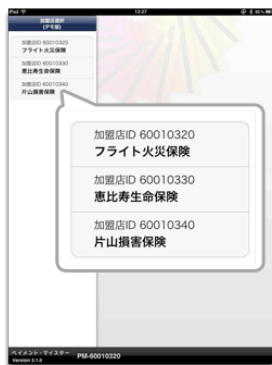 iPad
13:27
加盟店選択
(デモ版)
加盟店ID 60010320
フライト火災保険
加盟店ID 60010330
恵比寿生命保険
加盟店ID 60010340
片山損害保険
加盟店ID 60010320
フライト火災保険
加盟店ID 60010330
恵比寿生命保険
加盟店ID 60010340
片山損害保険
ペイメント・マイスター
Version 3.1.0
PM-60010320